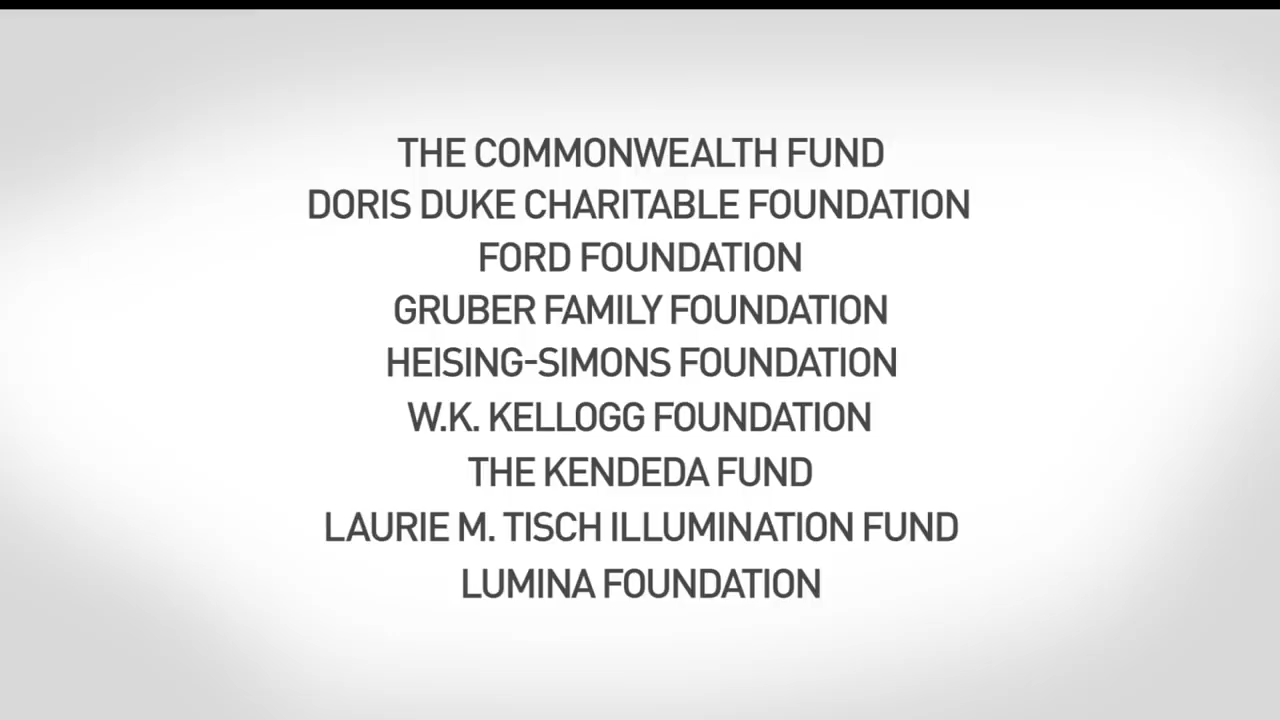 THE COMMONWEALTH FUND
DORIS DUKE CHARITABLE FOUNDATION
FORD FOUNDATION
GRUBER FAMILY FOUNDATION
HEISING-SIMONS FOUNDATION
W.K. KELLOGG FOUNDATION
THE KENDEDA FUND
LAURIE M. TISCH ILLUMINATION FUND
LUMINA FOUNDATION